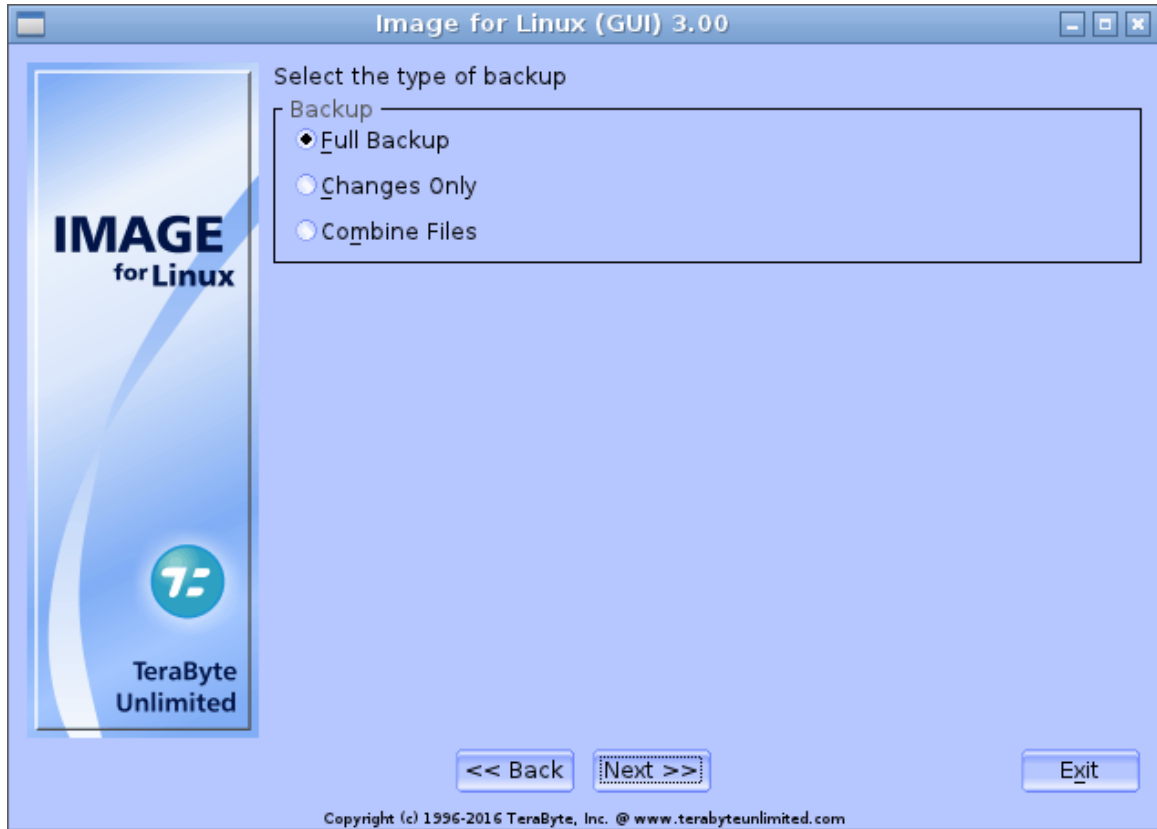 Image for Linux (GUI) 3.00
Select the type of backup
Backup
Full Backup
Changes Only
Combine Files
IMAGE
for Linux
TeraByte
Unlimited
<< Back
Next >>
Exit
Copyright (c) 1996-2016 TeraByte, Inc. @ www.terabyteunlimited.com